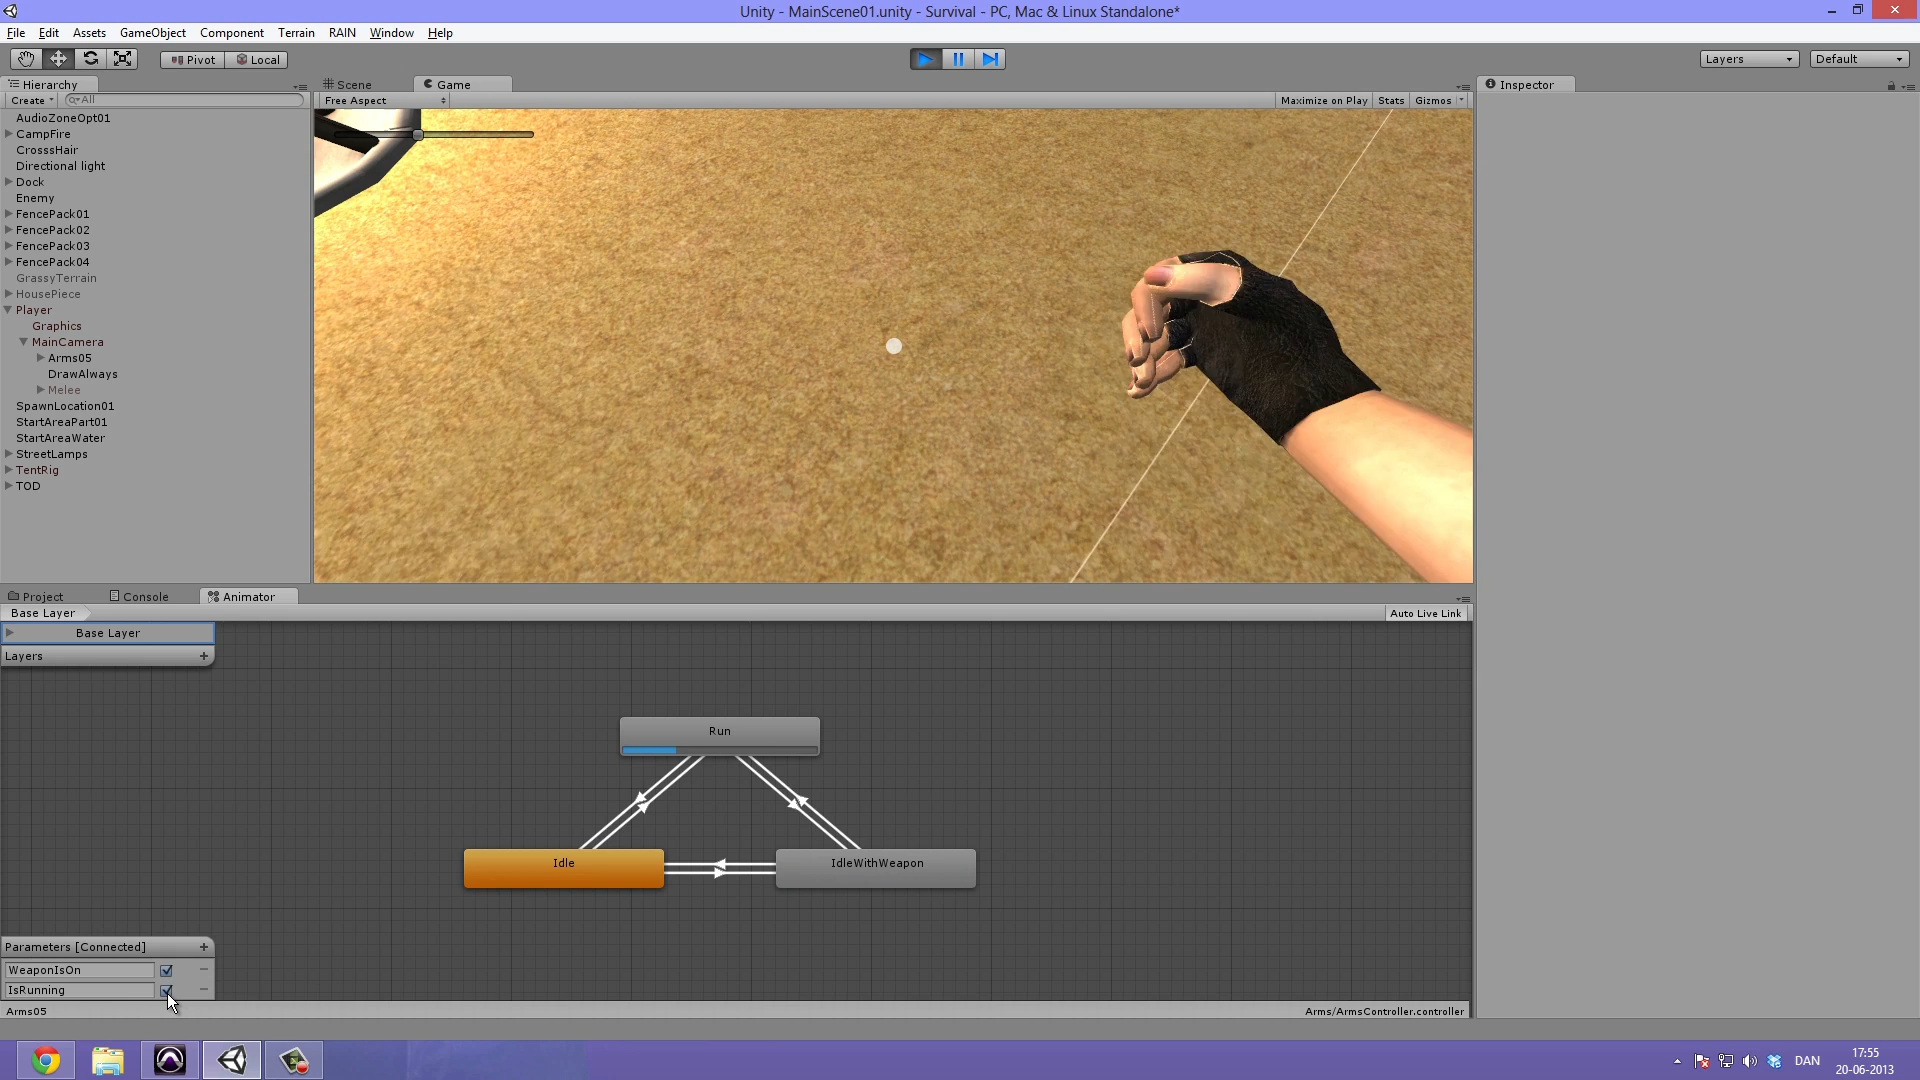 Unity - MainScene01.unity - Survival - PC, Mac & Linux Standalone*
File Edit Assets GameObject Component Terrain RAIN Window Help
Pivot Local Layers Default
Hierarchy
Create All
AudioZoneOpt01
CampFire
CrosssHair
Directional light
Dock
Enemy
FencePack01
FencePack02
FencePack03
FencePack04
GrassyTerrain
HousePiece
Player
Graphics
MainCamera
Arms05
DrawAlways
Melee
SpawnLocation01
StartAreaPart01
StartAreaWater
StreetLamps
TentRig
TOD
Scene Game
Free Aspect Maximize on Play Stats Gizmos
Inspector
Project Console Animator
Base Layer Auto Live Link
Base Layer
Layers
Run
Idle
IdleWithWeapon
Parameters [Connected]
WeaponIsOn
IsRunning
Arms05 Arms/ArmsController.controller
DAN
17:55
20-06-2013